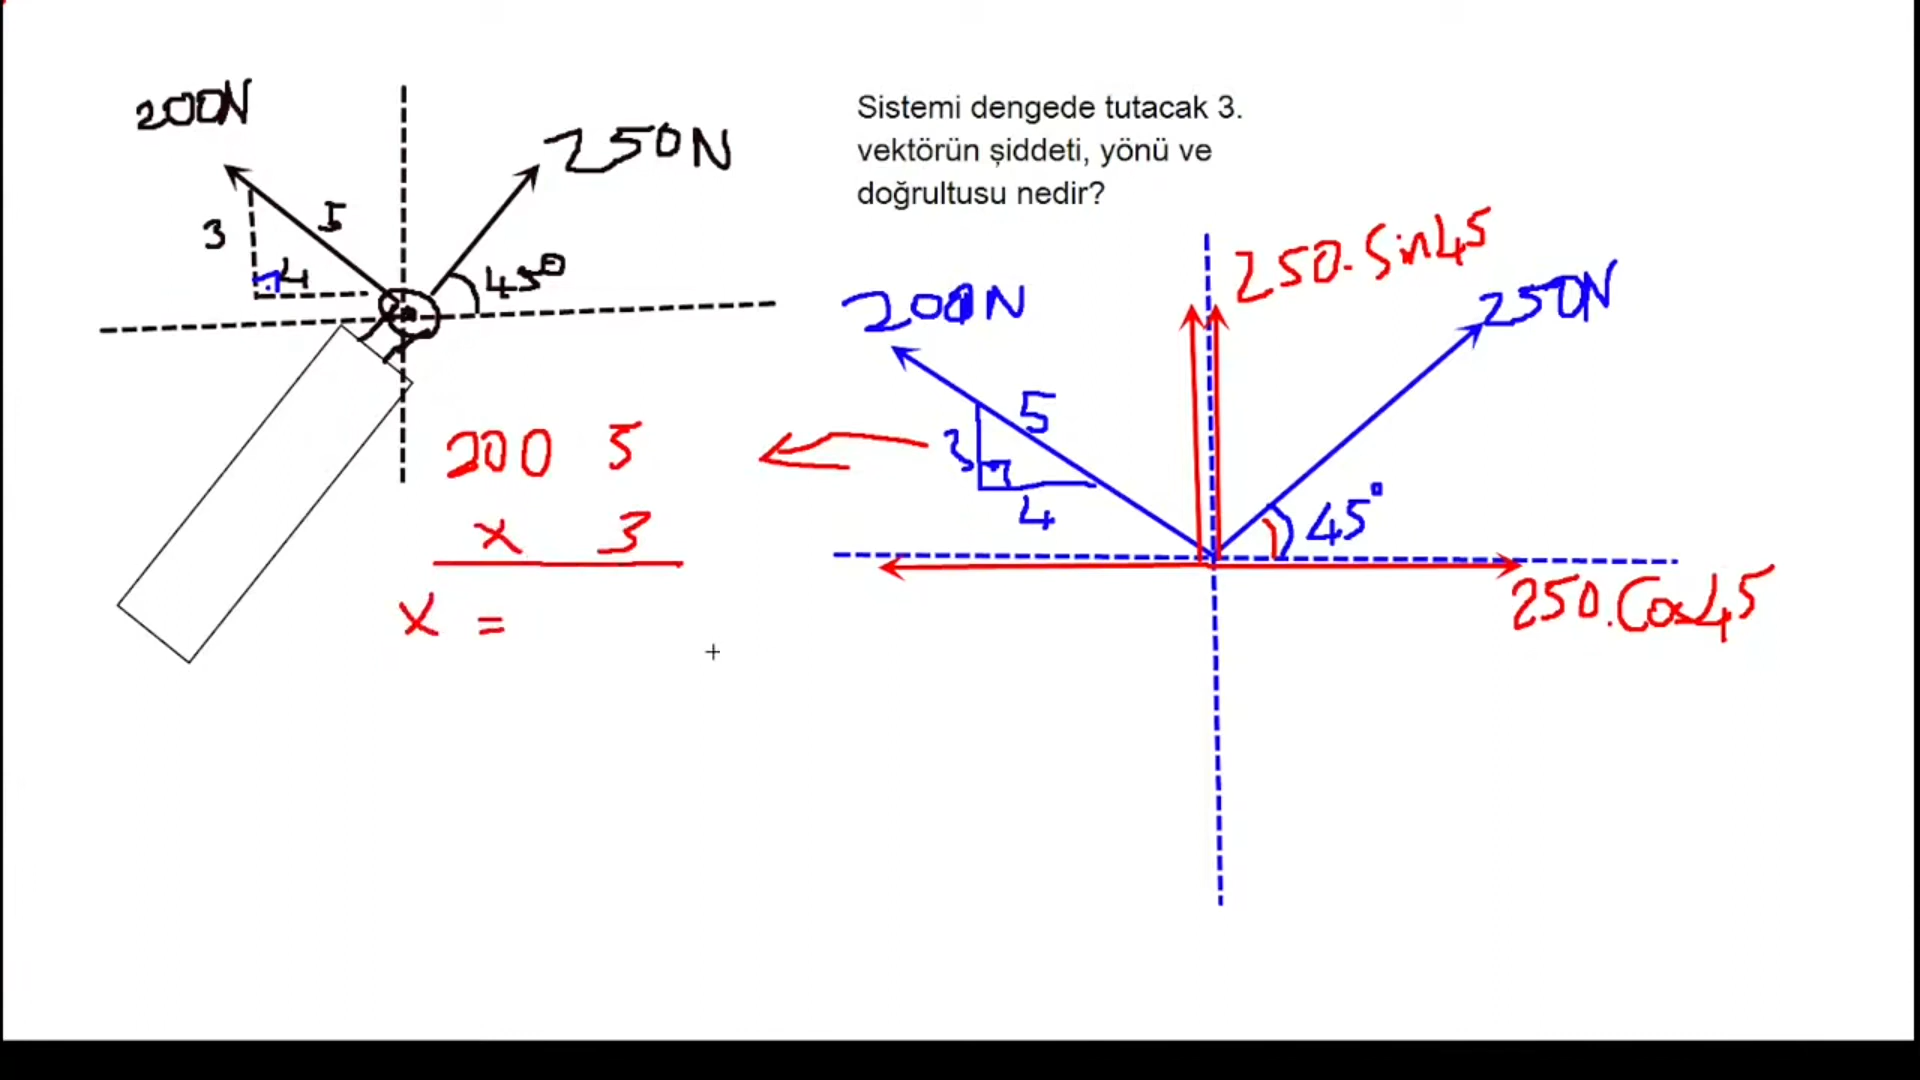 200N
250N
3
5
4
45°
Sistemi dengede tutacak 3.
vektörün şiddeti, yönü ve
doğrultusu nedir?
250.Sin45
200N
250N
5
3
4
45°
250.Cos45
200 5
x 3
x =